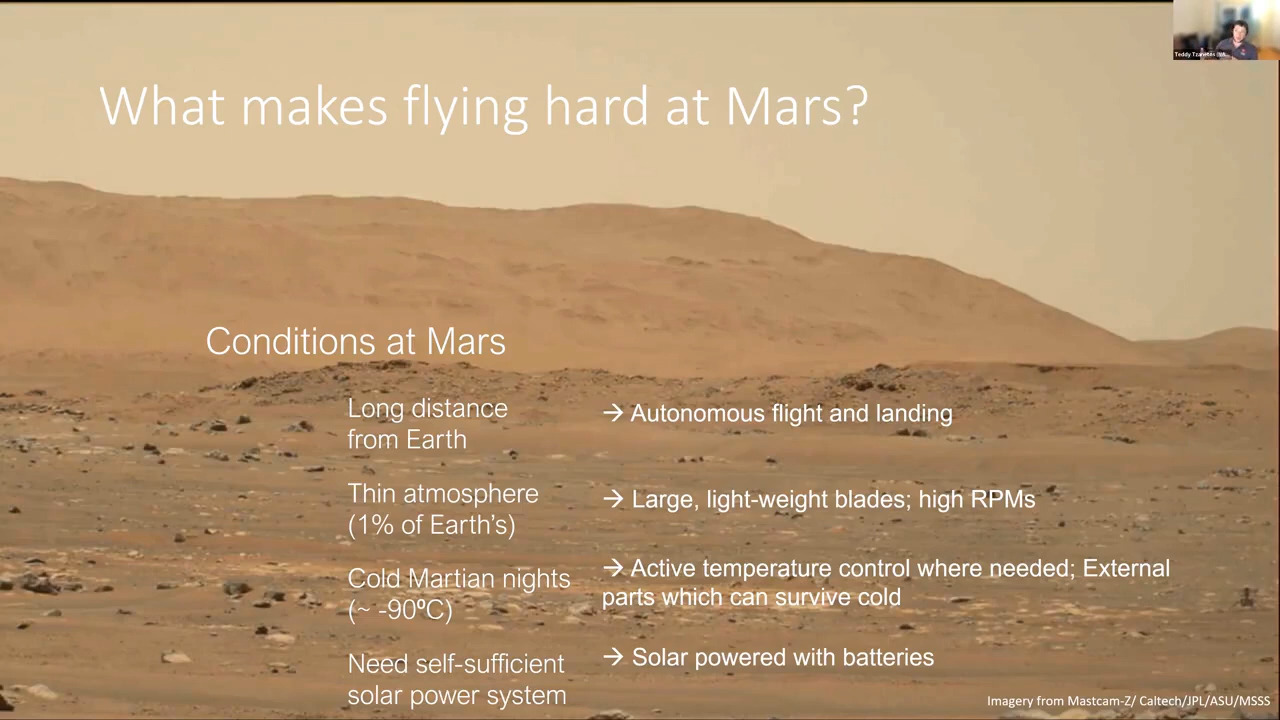 What makes flying hard at Mars?
Conditions at Mars
Long distance
from Earth
→ Autonomous flight and landing
Thin atmosphere
(1% of Earth's)
→ Large, light-weight blades; high RPMs
Cold Martian nights
(~ -90ºC)
→ Active temperature control where needed; External
parts which can survive cold
Need self-sufficient
solar power system
→ Solar powered with batteries
Imagery from Mastcam-Z/ Caltech/JPL/ASU/MSSS
Teddy Tzanetos